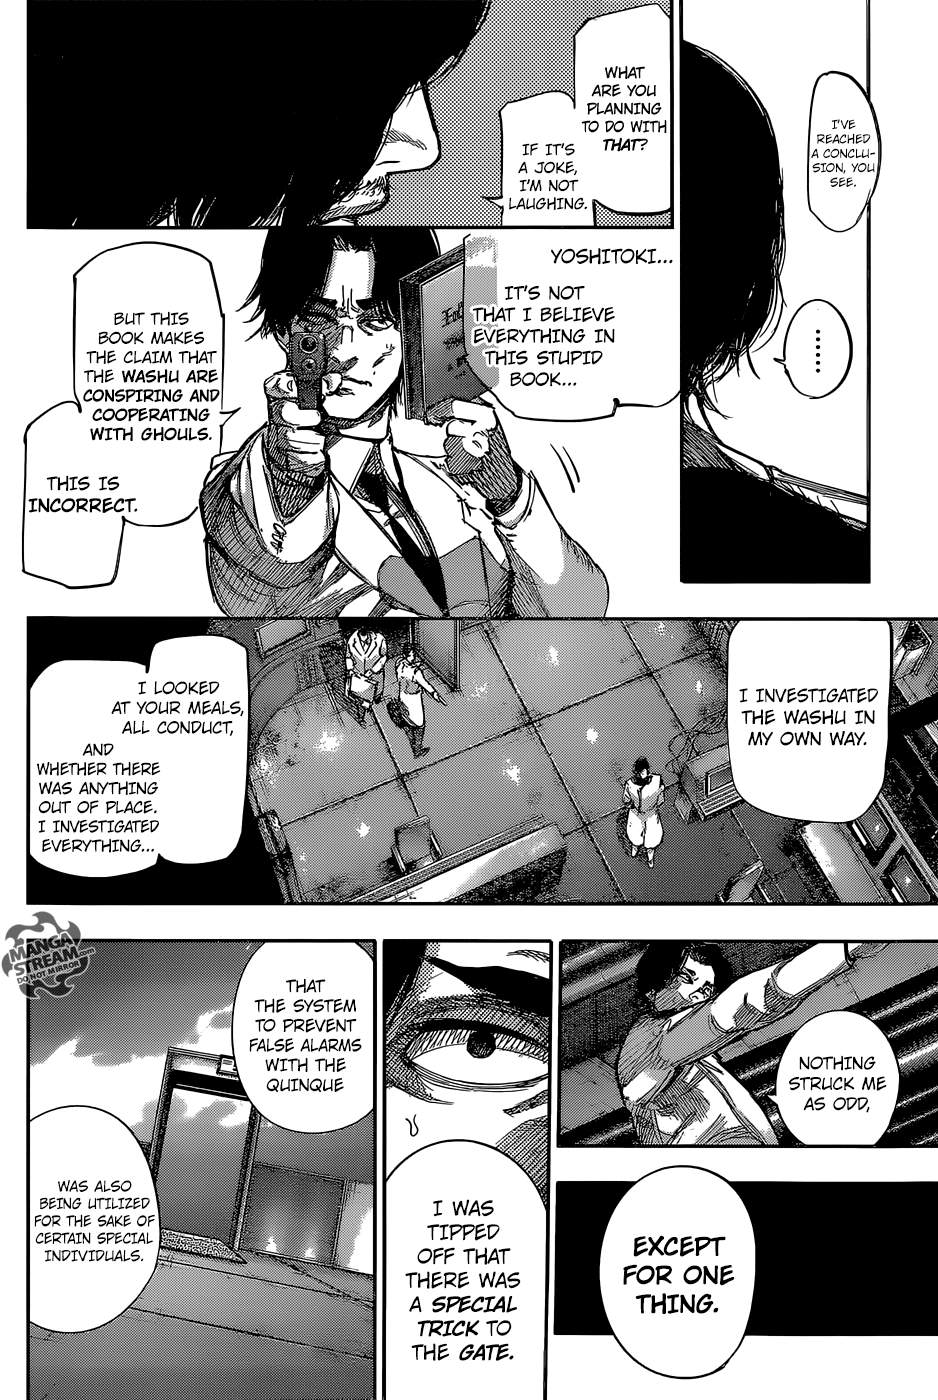 I'VE
REACHED
A CONCLU-
SION, YOU
SEE.
......
WHAT
ARE YOU
PLANNING
TO DO WITH
THAT?
IF IT'S
A JOKE,
I'M NOT
LAUGHING.
YOSHITOKI...
IT'S NOT
THAT I BELIEVE
EVERYTHING IN
THIS STUPID
BOOK...
BUT THIS
BOOK MAKES
THE CLAIM THAT
THE WASHU ARE
CONSPIRING AND
COOPERATING
WITH GHOULS.
THIS IS
INCORRECT.
I INVESTIGATED
THE WASHU IN
MY OWN WAY.
I LOOKED
AT YOUR MEALS,
ALL CONDUCT,
AND
WHETHER THERE
WAS ANYTHING
OUT OF PLACE.
I INVESTIGATED
EVERYTHING...
NOTHING
STRUCK ME
AS ODD,
EXCEPT
FOR ONE
THING.
I WAS
TIPPED
OFF THAT
THERE WAS
A SPECIAL
TRICK TO
THE GATE.
THAT
THE SYSTEM
TO PREVENT
FALSE ALARMS
WITH THE
QUINQUE
WAS ALSO
BEING UTILIZED
FOR THE SAKE OF
CERTAIN SPECIAL
INDIVIDUALS.
MANGA
STREAM.com
DO NOT MIRROR